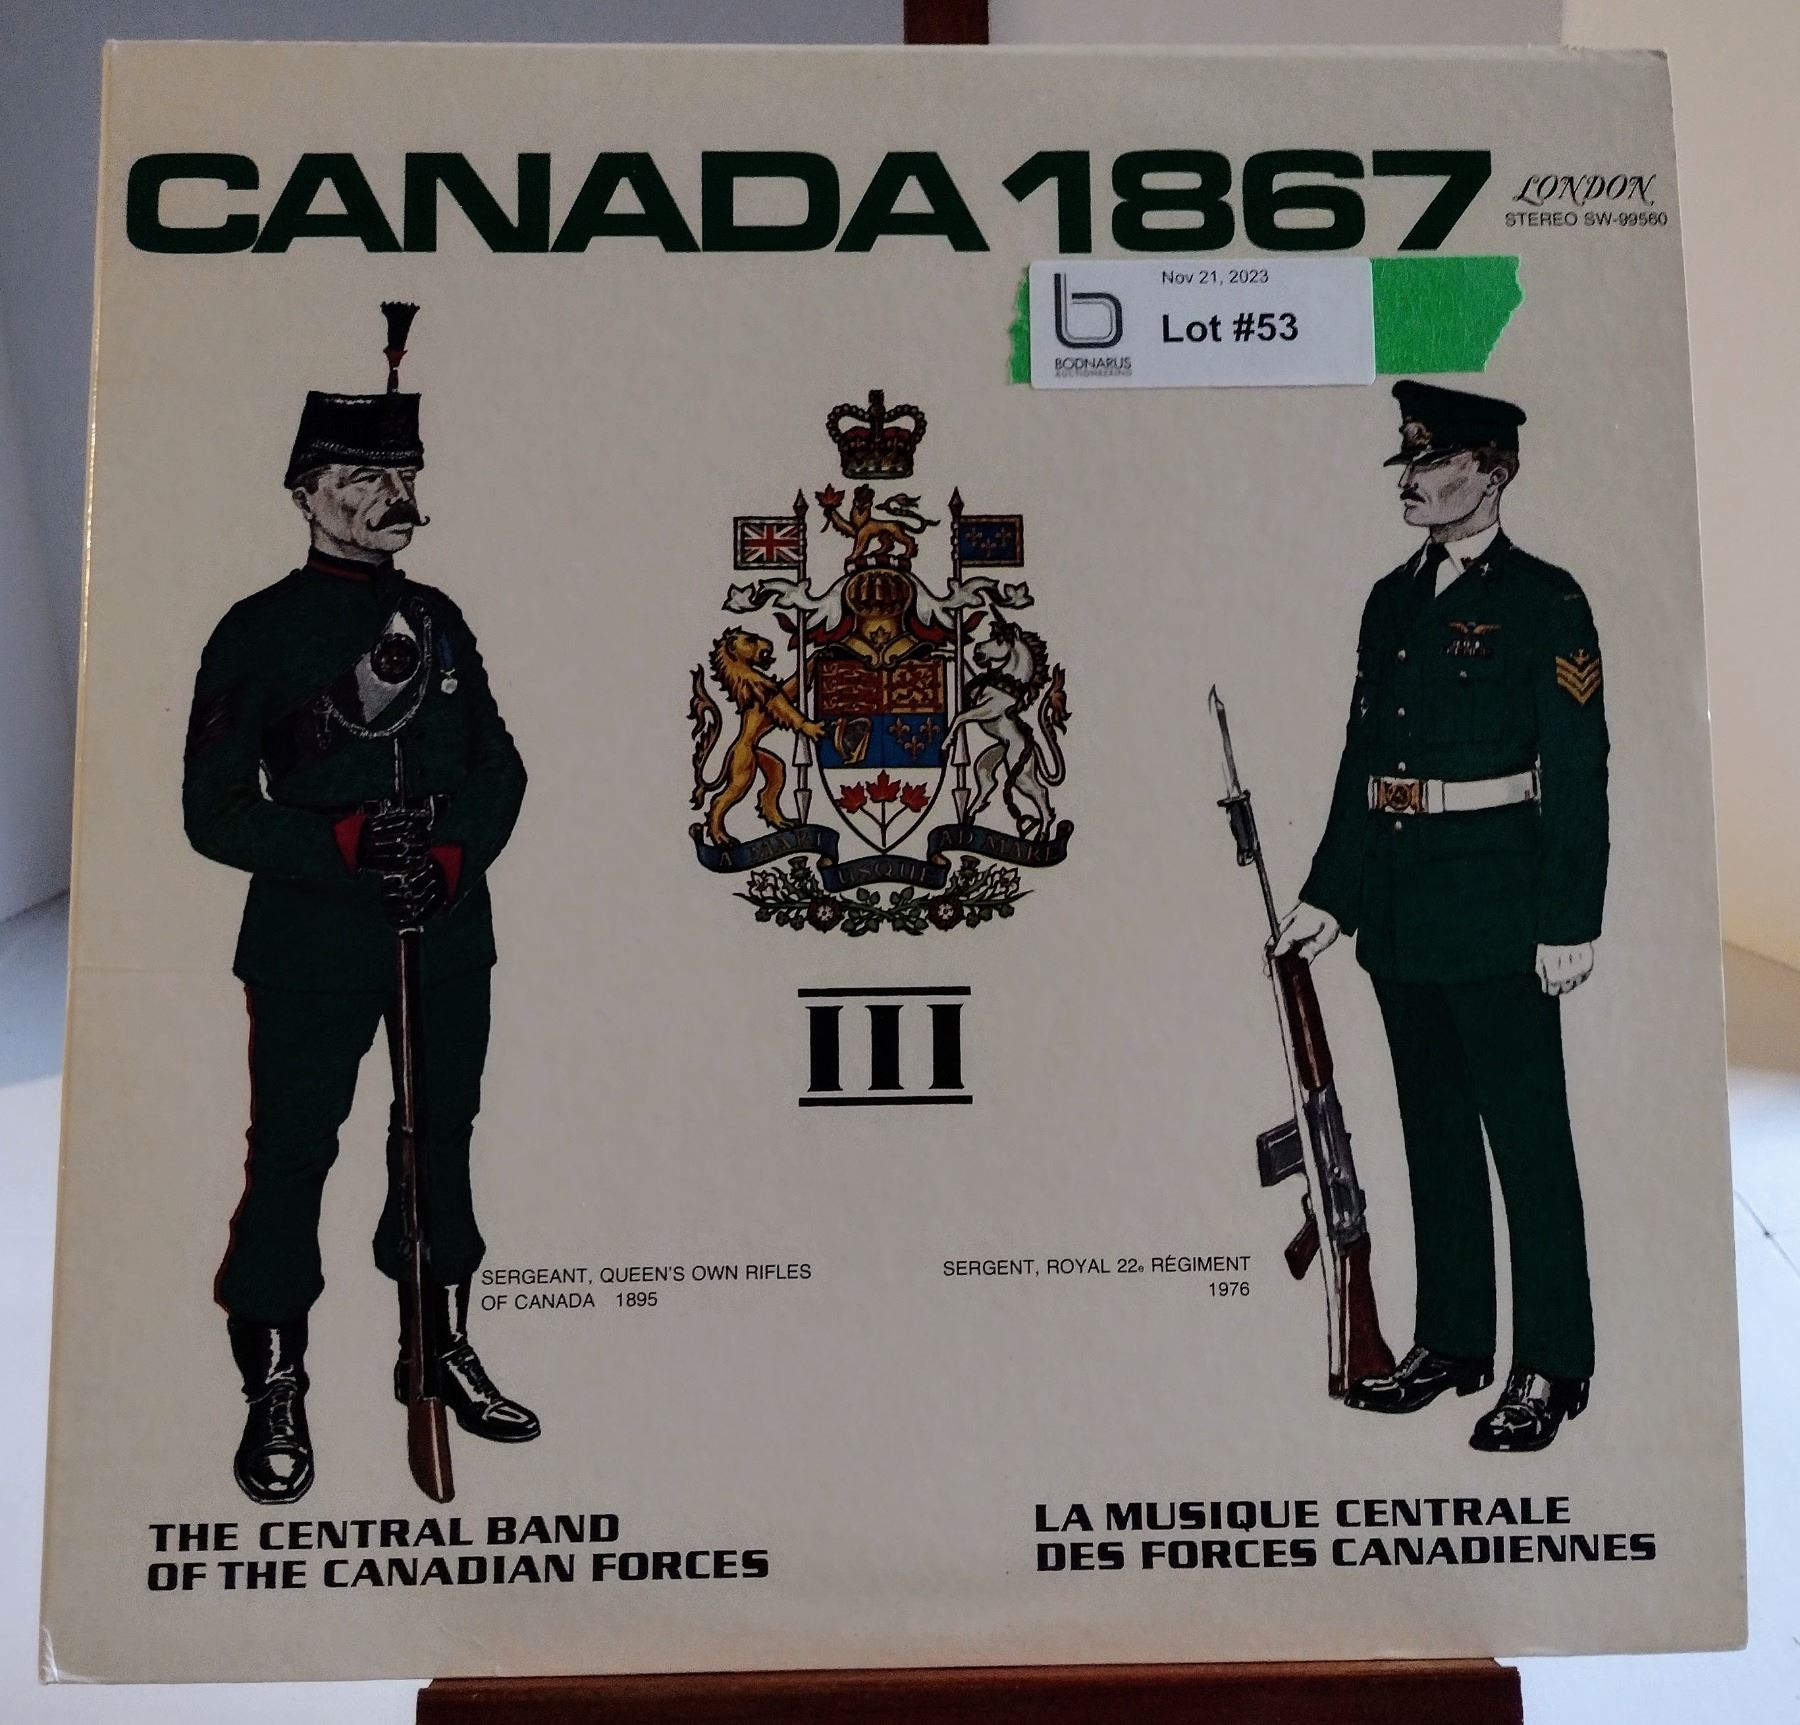 CANADA 1867
LONDON
STEREO SW-99560
Nov 21, 2023
Lot #53
BODNARUS
AUCTIONEERING
A MARI USQUE AD MARE
III
SERGEANT, QUEEN'S OWN RIFLES
OF CANADA 1895
SERGENT, ROYAL 22e RÉGIMENT
1976
THE CENTRAL BAND
OF THE CANADIAN FORCES
LA MUSIQUE CENTRALE
DES FORCES CANADIENNES